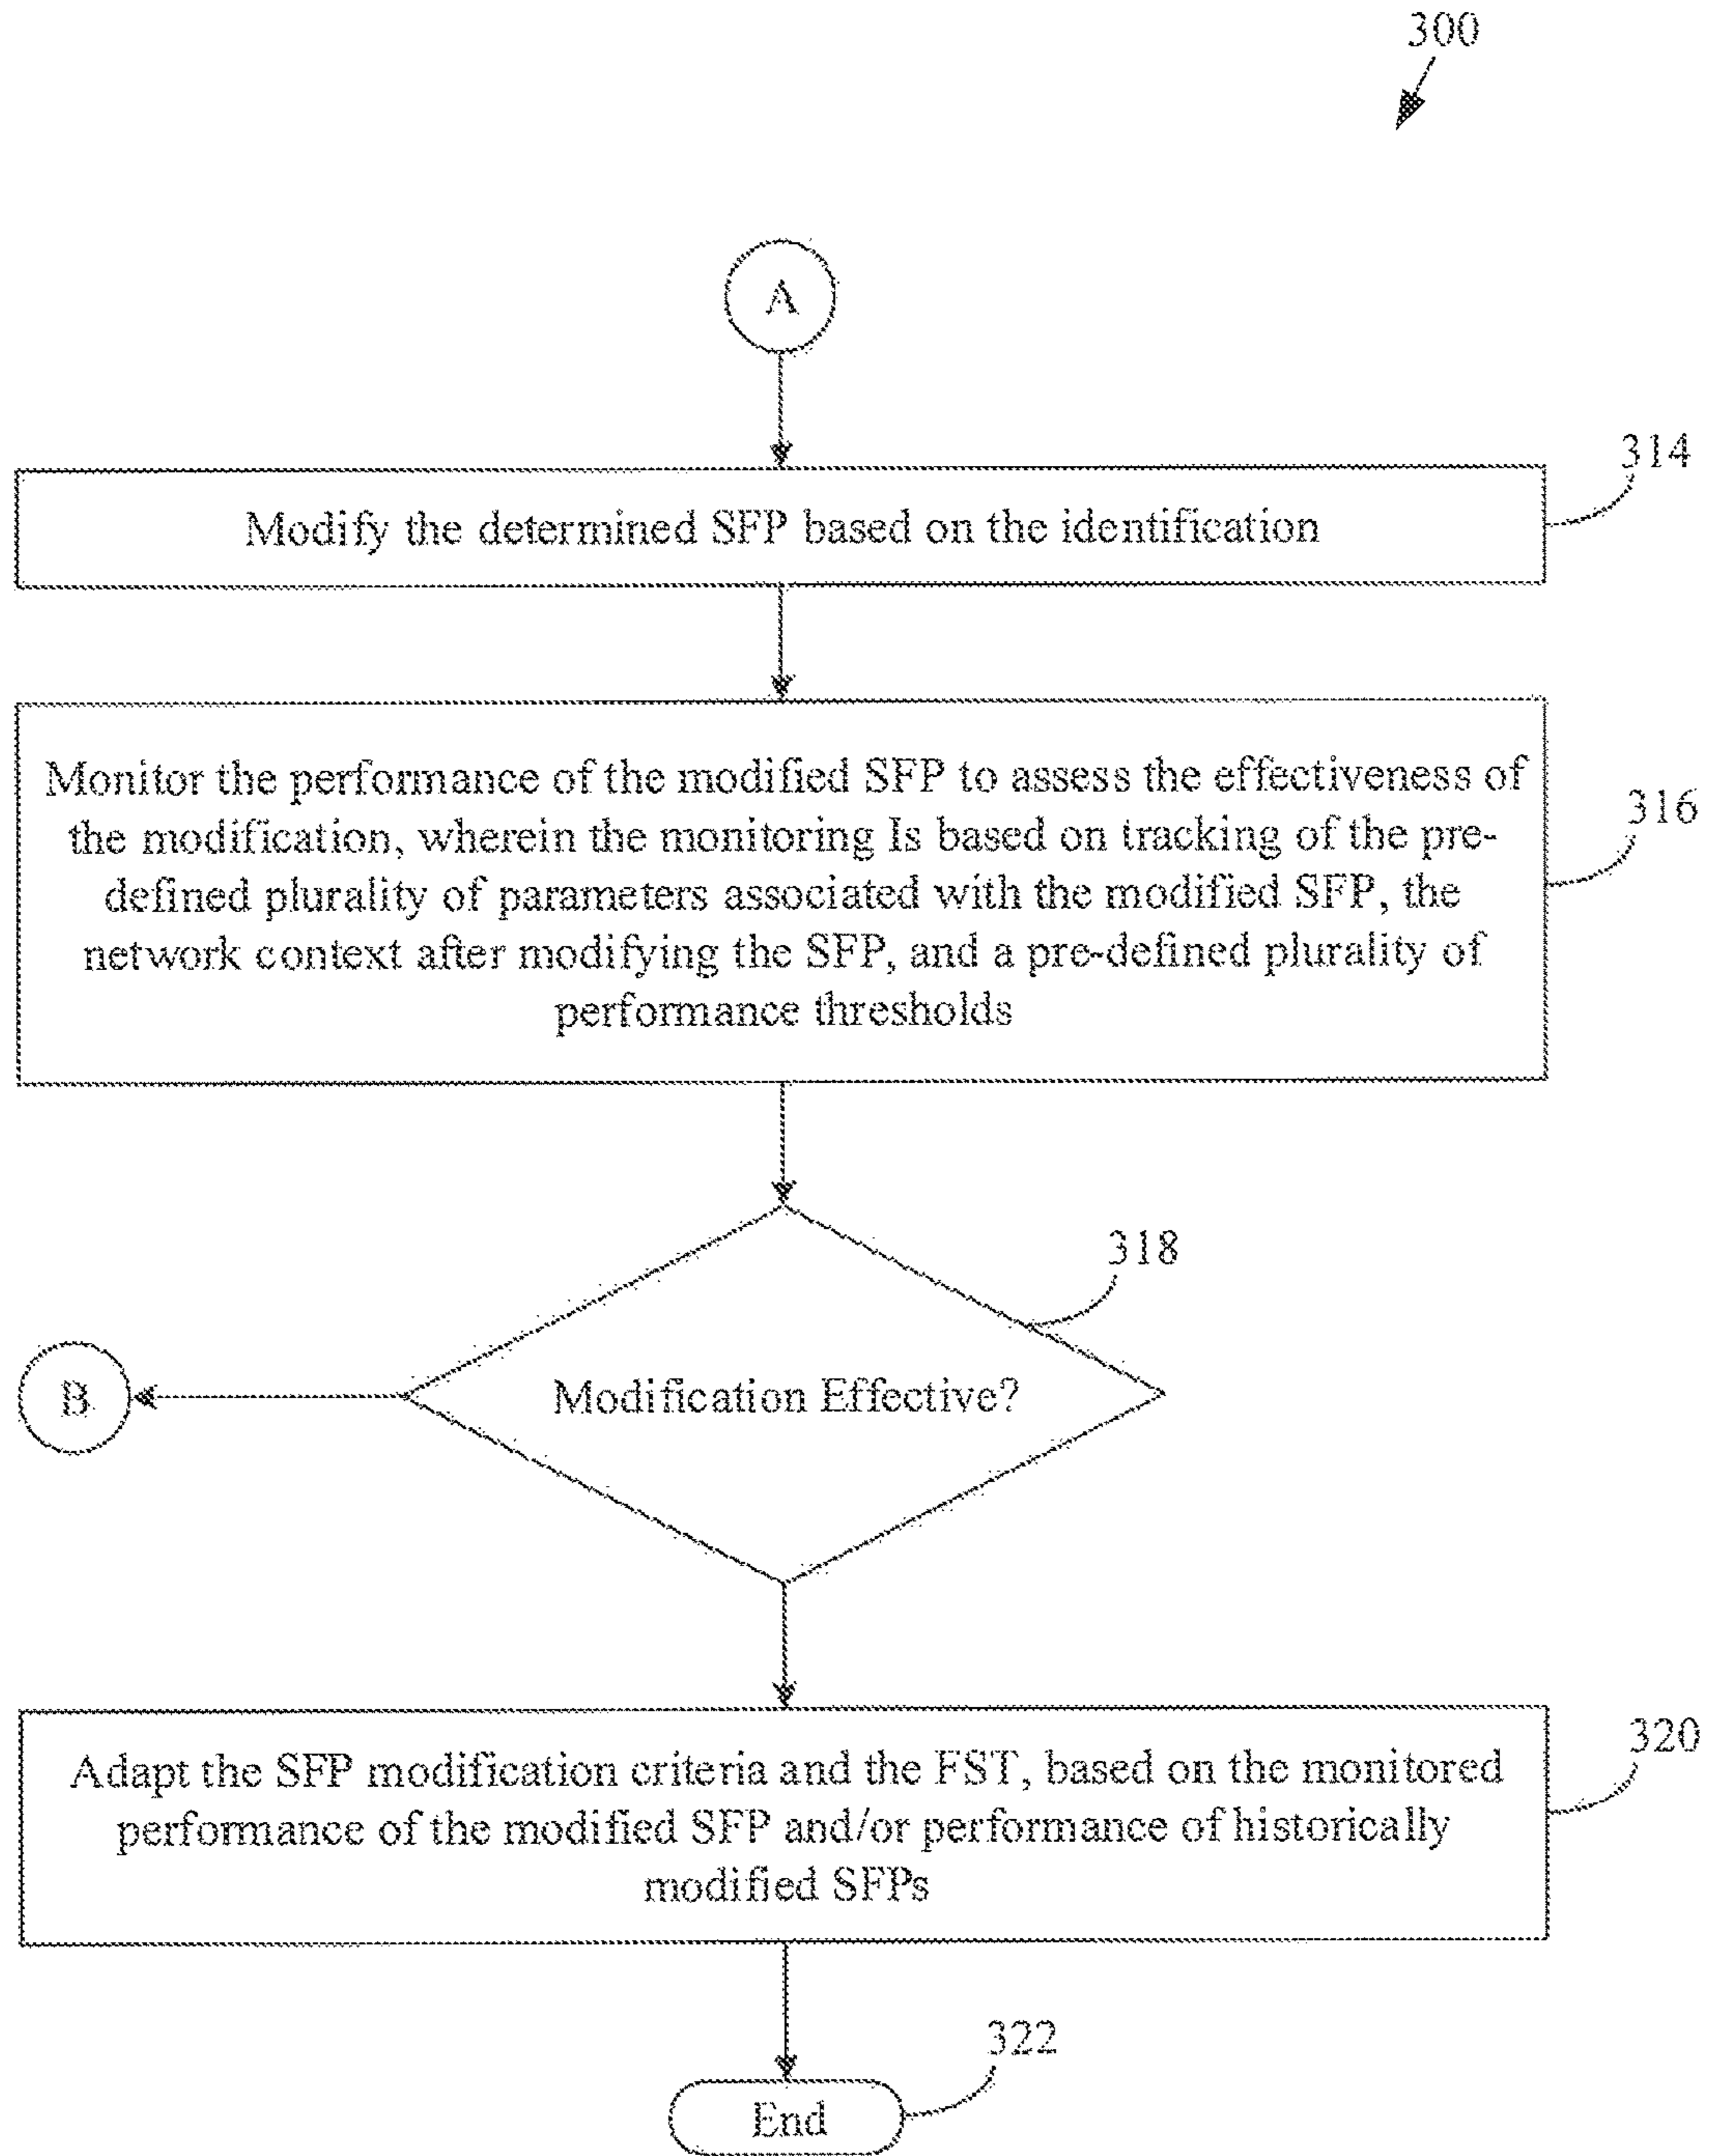 300
A
314
Modify the determined SFP based on the identification
Monitor the performance of the modified SFP to assess the effectiveness of
the modification, wherein the monitoring Is based on tracking of the pre-
defined plurality of parameters associated with the modified SFP, the
network context after modifying the SFP, and a pre-defined plurality of
performance thresholds
316
318
B
Modification Effective?
320
Adapt the SFP modification criteria and the FST, based on the monitored
performance of the modified SFP and/or performance of historically
modified SFPs
322
End